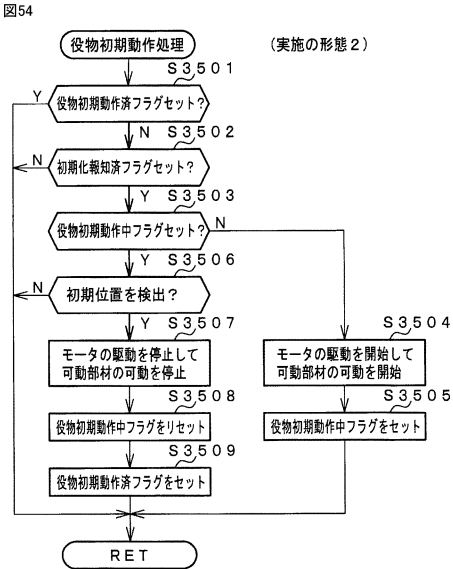 図54
役物初期動作処理
(実施の形態2)
S3501
Y
役物初期動作済フラグセット?
N
S3502
N
初期化報知済フラグセット?
Y
S3503
役物初期動作中フラグセット?
N
Y
S3506
N
初期位置を検出?
Y
S3507
モータの駆動を停止して
可動部材の可動を停止
S3504
モータの駆動を開始して
可動部材の可動を開始
S3508
役物初期動作中フラグをリセット
S3505
役物初期動作中フラグをセット
S3509
役物初期動作済フラグをセット
RET